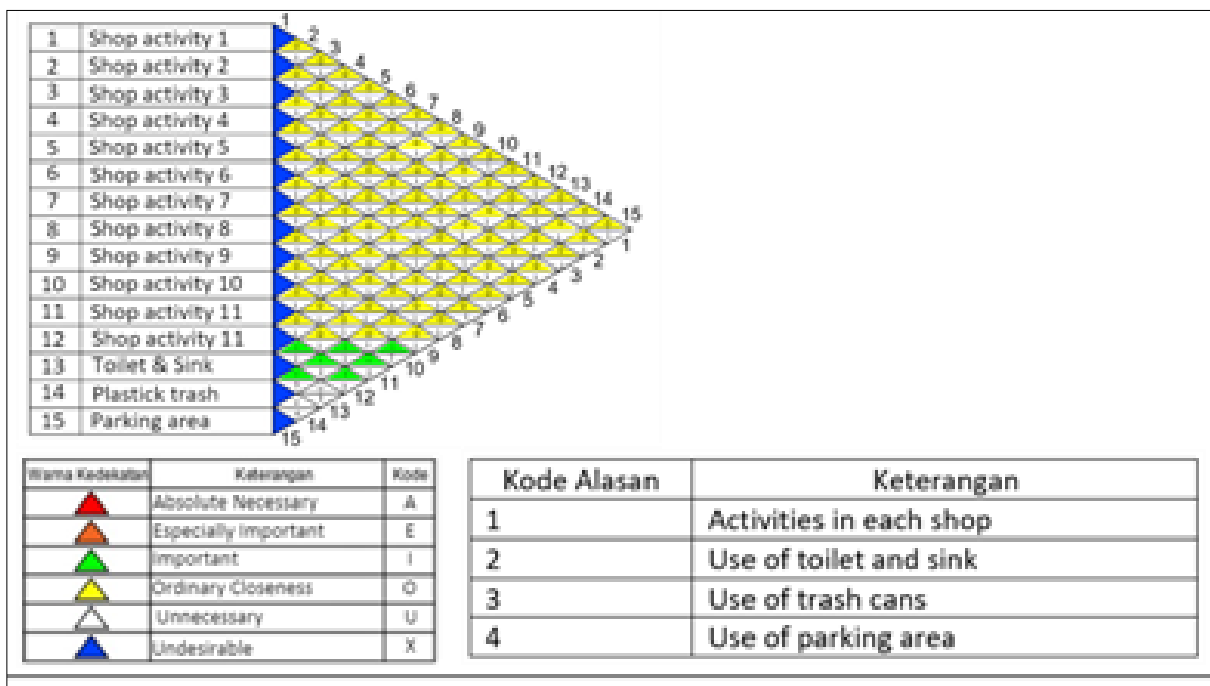 1 Shop activity 1
2 Shop activity 2
3 Shop activity 3
4 Shop activity 4
5 Shop activity 5
6 Shop activity 6
7 Shop activity 7
8 Shop activity 8
9 Shop activity 9
10 Shop activity 10
11 Shop activity 11
12 Shop activity 11
13 Toilet & Sink
14 Plastick trash
15 Parking area
1 2 3 4 5 6 7 8 9 10 11 12 13 14 15
1 2 3 4 5 6 7 8 9 10 11 12 13 14 15
Warna Kedekatan Keterangan Kode
Absolute Necessary A
Especially Important E
Important I
Ordinary Closeness O
Unnecessary U
Undesirable X
Kode Alasan Keterangan
1 Activities in each shop
2 Use of toilet and sink
3 Use of trash cans
4 Use of parking area